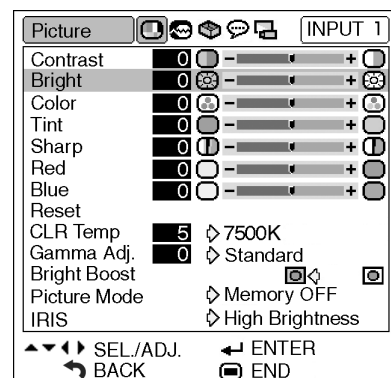 Picture INPUT 1
Contrast 0 - +
Bright 0 - +
Color 0 - +
Tint 0 - +
Sharp 0 - +
Red 0 - +
Blue 0 - +
Reset
CLR Temp 5 7500K
Gamma Adj. 0 Standard
Bright Boost
Picture Mode Memory OFF
IRIS High Brightness
SEL./ADJ. ENTER
BACK END